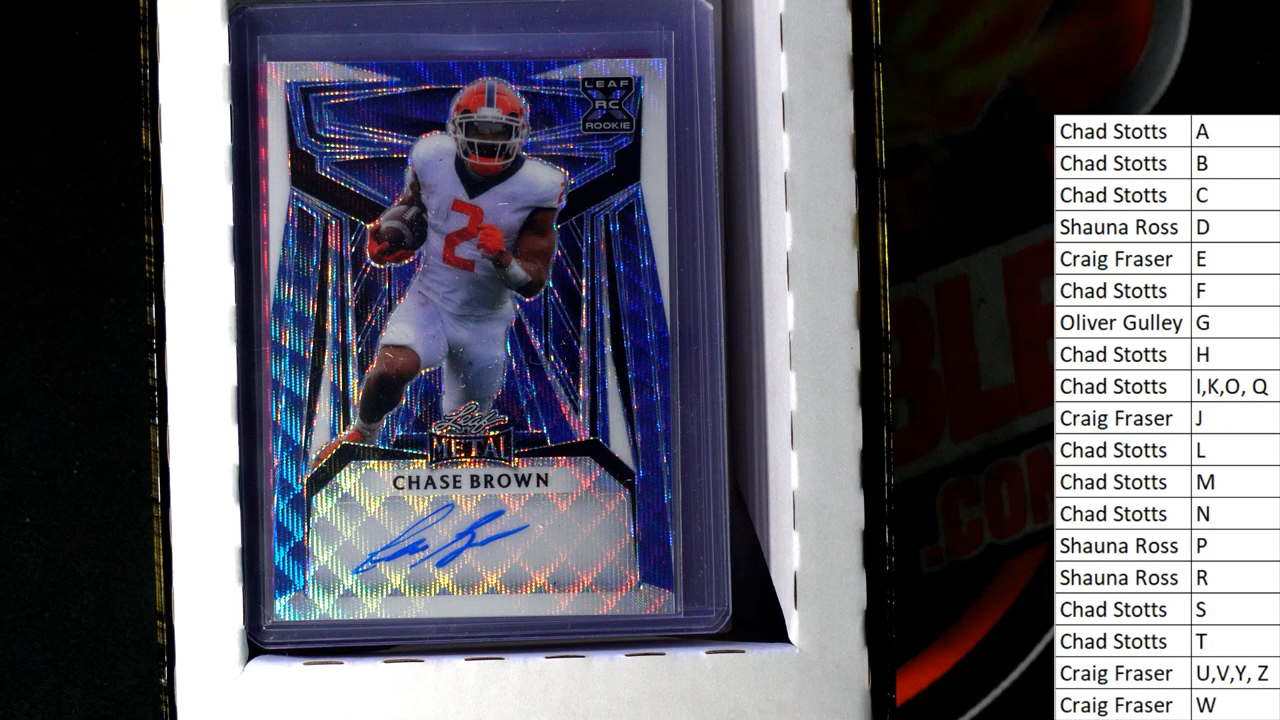 LEAF
RC
ROOKIE
2
Leaf
METAL
CHASE BROWN
.COM
Chad Stotts A
Chad Stotts B
Chad Stotts C
Shauna Ross D
Craig Fraser E
Chad Stotts F
Oliver Gulley G
Chad Stotts H
Chad Stotts I,K,O, Q
Craig Fraser J
Chad Stotts L
Chad Stotts M
Chad Stotts N
Shauna Ross P
Shauna Ross R
Chad Stotts S
Chad Stotts T
Craig Fraser U,V,Y, Z
Craig Fraser W